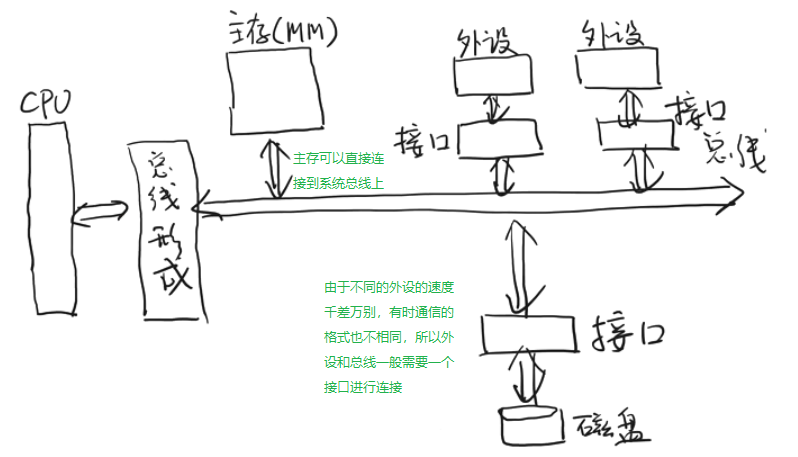 主存(MM)
外设
外设
CPU
接口
接口
总线
总线形成
主存可以直接连
接到系统总线上
由于不同的外设的速度
千差万别，有时通信的
格式也不相同，所以外
设和总线一般需要一个
接口进行连接
接口
磁盘